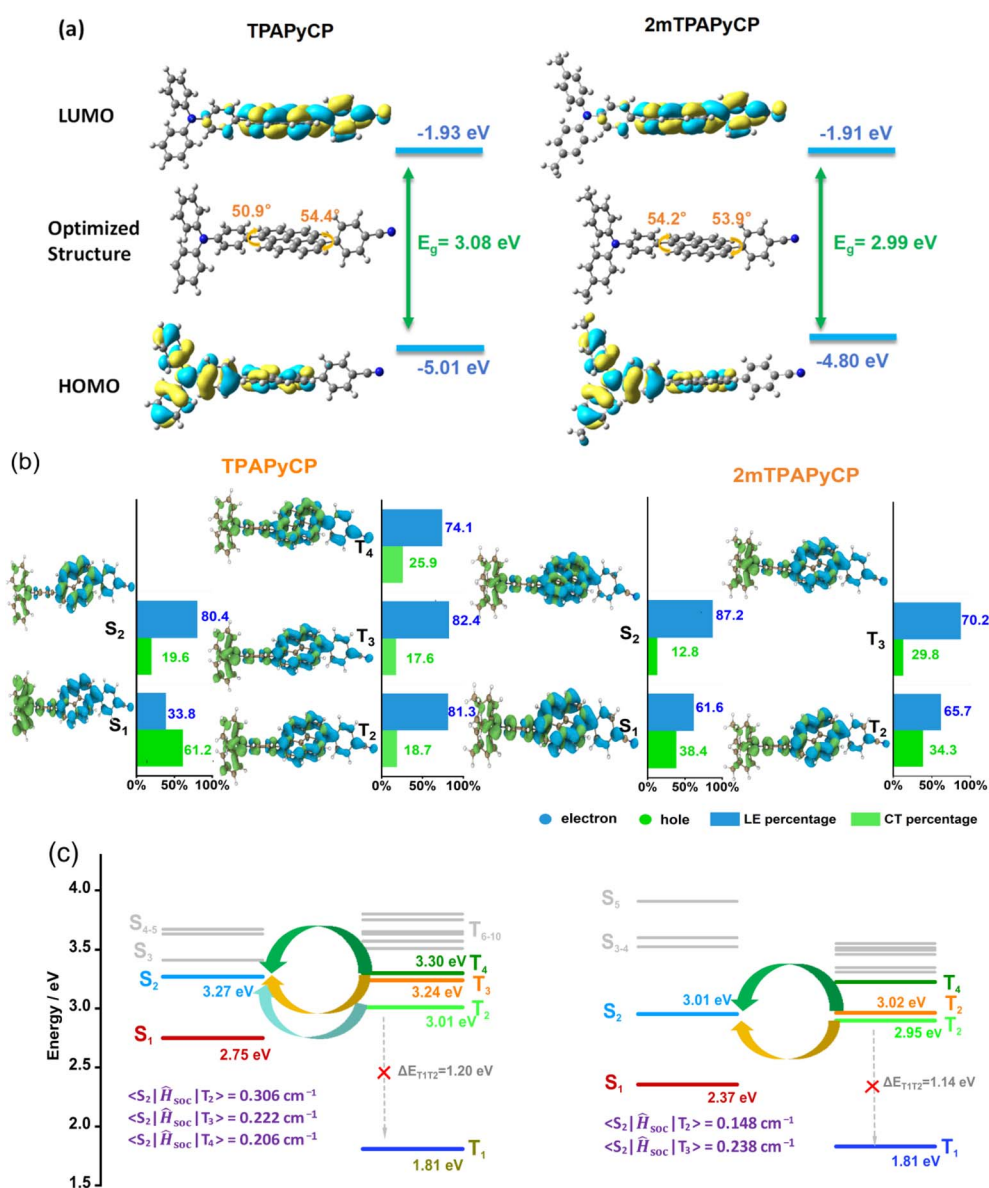 (a)
TPAPyCP
2mTPAPyCP
LUMO
-1.93 eV
-1.91 eV
Optimized
Structure
50.9°
54.4°
E_g= 3.08 eV
54.2°
53.9°
E_g= 2.99 eV
HOMO
-5.01 eV
-4.80 eV
(b)
TPAPyCP
2mTPAPyCP
T4
74.1
25.9
S2
80.4
19.6
T3
82.4
17.6
S2
87.2
12.8
T3
70.2
29.8
S1
33.8
61.2
T2
81.3
18.7
S1
61.6
38.4
T2
65.7
34.3
0% 100%
0% 100%
0% 100%
0% 100%
electron hole LE percentage CT percentage
(c)
Energy / eV
4.0
3.5
3.0
2.5
2.0
1.5
S4-5
S3
S2
3.27 eV
S1
2.75 eV
T6-10
3.30 eV
T4
3.24 eV
T3
T2
3.01 eV
ΔE_T1T2=1.20 eV
<S2|Ĥsoc|T2> = 0.306 cm⁻¹
<S2|Ĥsoc|T3> = 0.222 cm⁻¹
<S2|Ĥsoc|T4> = 0.206 cm⁻¹
T1
1.81 eV
S5
S3-4
S2
3.01 eV
S1
2.37 eV
T4
3.02 eV
T2
T2
2.95 eV
ΔE_T1T2=1.14 eV
<S2|Ĥsoc|T2> = 0.148 cm⁻¹
<S2|Ĥsoc|T3> = 0.238 cm⁻¹
T1
1.81 eV